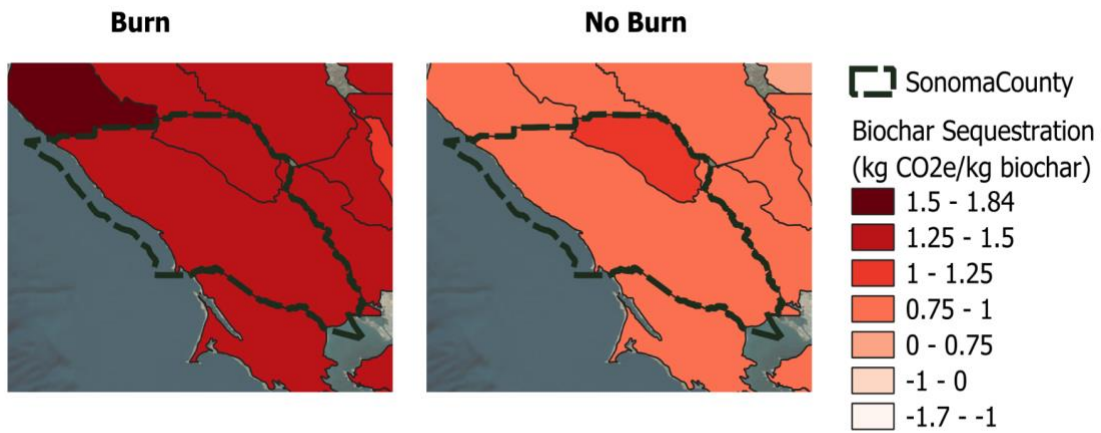 Burn
No Burn
SonomaCounty
Biochar Sequestration
(kg CO2e/kg biochar)
1.5 - 1.84
1.25 - 1.5
1 - 1.25
0.75 - 1
0 - 0.75
-1 - 0
-1.7 - -1